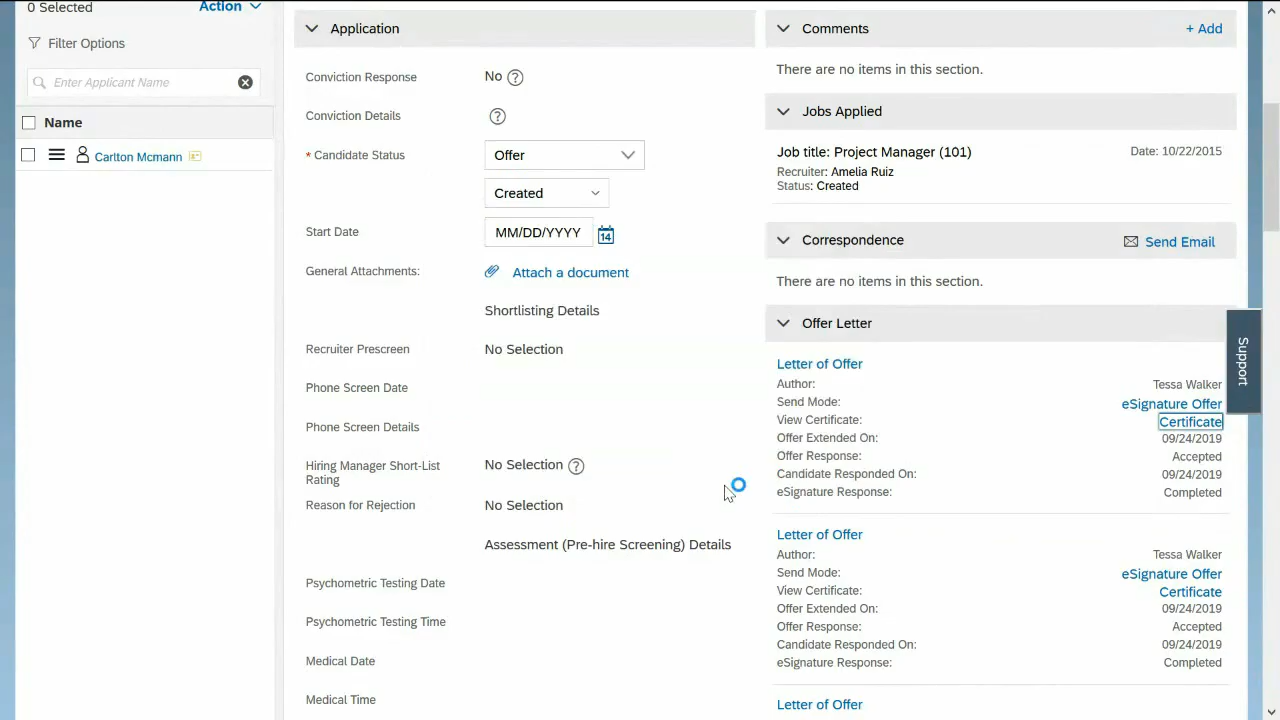 0 Selected
Action
Filter Options
Enter Applicant Name
Name
Carlton Mcmann
Application
Conviction Response
No ?
Conviction Details
?
* Candidate Status
Offer
Created
Start Date
MM/DD/YYYY
14
General Attachments:
Attach a document
Shortlisting Details
Recruiter Prescreen
No Selection
Phone Screen Date
Phone Screen Details
Hiring Manager Short-List
Rating
No Selection ?
Reason for Rejection
No Selection
Assessment (Pre-hire Screening) Details
Psychometric Testing Date
Psychometric Testing Time
Medical Date
Medical Time
Comments
+ Add
There are no items in this section.
Jobs Applied
Job title: Project Manager (101)
Date: 10/22/2015
Recruiter: Amelia Ruiz
Status: Created
Correspondence
Send Email
There are no items in this section.
Offer Letter
Letter of Offer
Author: Tessa Walker
Send Mode: eSignature Offer
View Certificate: Certificate
Offer Extended On: 09/24/2019
Offer Response: Accepted
Candidate Responded On: 09/24/2019
eSignature Response: Completed
Letter of Offer
Author: Tessa Walker
Send Mode: eSignature Offer
View Certificate: Certificate
Offer Extended On: 09/24/2019
Offer Response: Accepted
Candidate Responded On: 09/24/2019
eSignature Response: Completed
Letter of Offer
Support